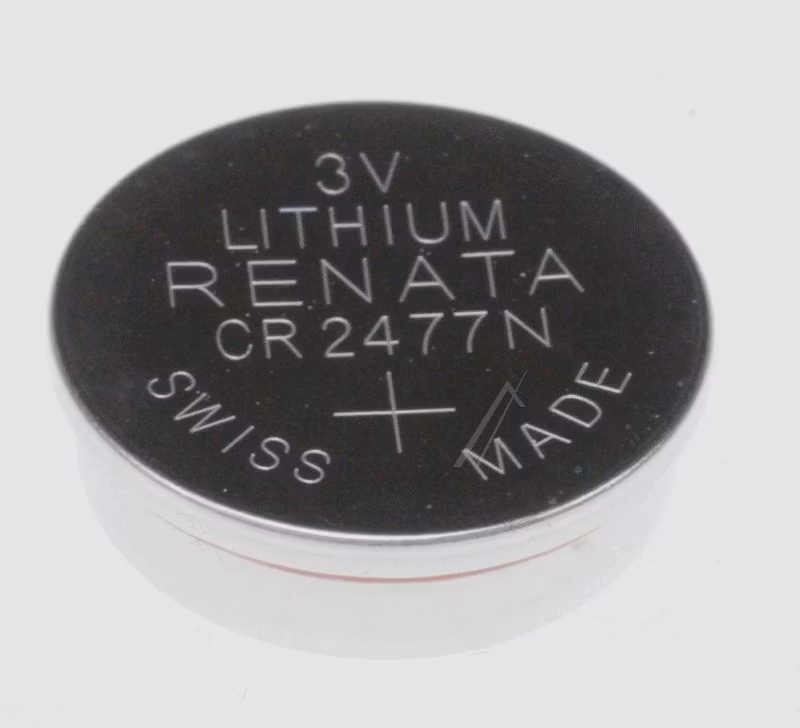 3V
LITHIUM
RENATA
CR2477N
+
SWISS MADE